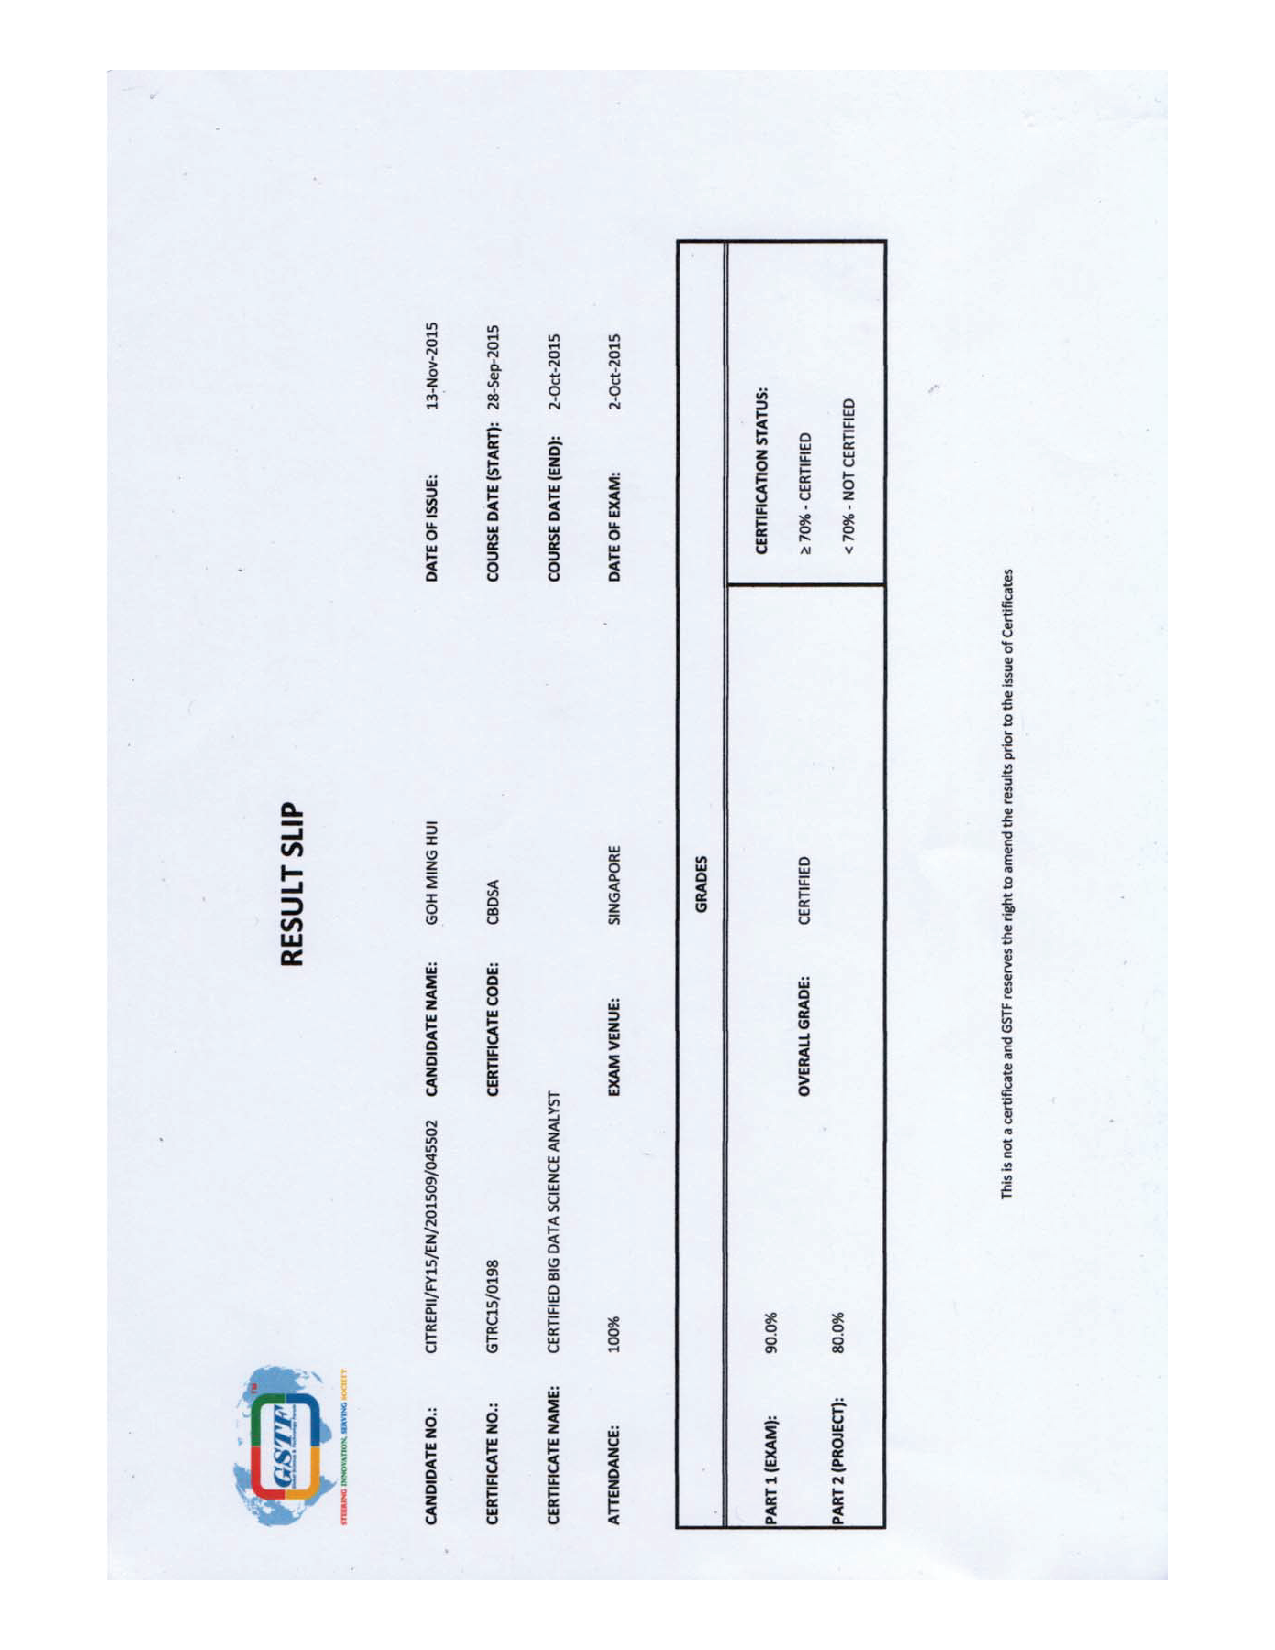 GSTF
TM
Global Science & Technology Forum
STEERING INNOVATION, SERVING SOCIETY
RESULT SLIP
CANDIDATE NO.: CITREPII/FY15/EN/201509/045502 CANDIDATE NAME: GOH MING HUI DATE OF ISSUE: 13-Nov-2015
CERTIFICATE NO.: GTRC15/0198 CERTIFICATE CODE: CBDSA COURSE DATE (START): 28-Sep-2015
CERTIFICATE NAME: CERTIFIED BIG DATA SCIENCE ANALYST COURSE DATE (END): 2-Oct-2015
ATTENDANCE: 100% EXAM VENUE: SINGAPORE DATE OF EXAM: 2-Oct-2015
GRADES
PART 1 (EXAM): 90.0% CERTIFICATION STATUS:
OVERALL GRADE: CERTIFIED ≥ 70% - CERTIFIED
PART 2 (PROJECT): 80.0% < 70% - NOT CERTIFIED
This is not a certificate and GSTF reserves the right to amend the results prior to the issue of Certificates